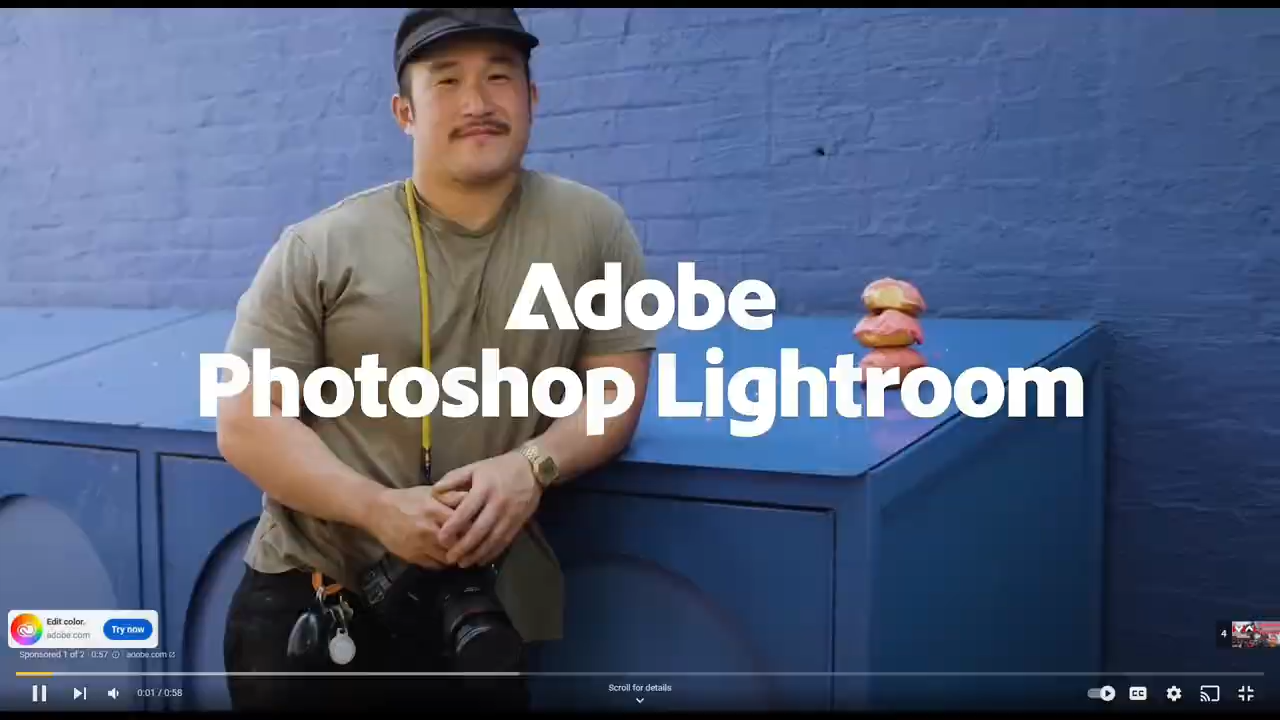 Adobe
Photoshop Lightroom
Edit color.
adobe.com
Try now
Sponsored 1 of 2 · 0:57
adobe.com
4
0:01 / 0:58
Scroll for details
CC